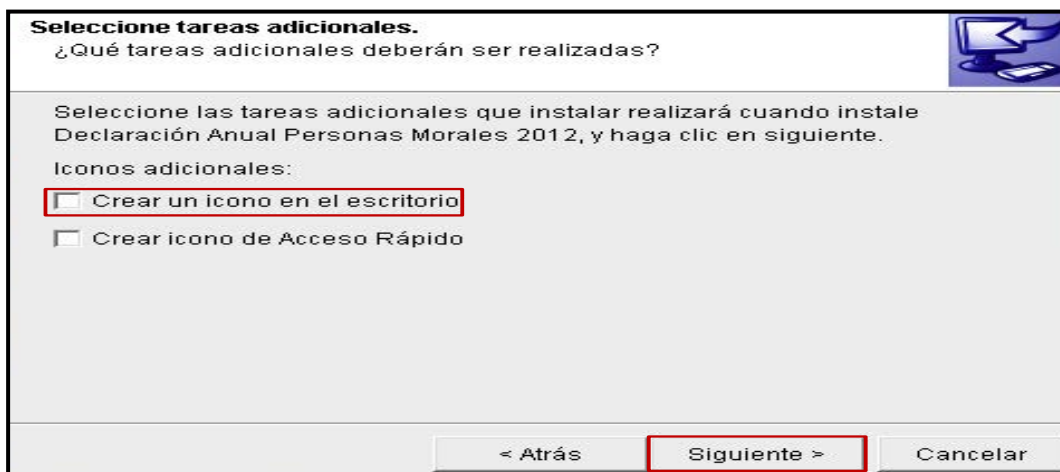 Seleccione tareas adicionales.
¿Qué tareas adicionales deberán ser realizadas?
Seleccione las tareas adicionales que instalar realizará cuando instale
Declaración Anual Personas Morales 2012, y haga clic en siguiente.
Iconos adicionales:
Crear un icono en el escritorio
Crear icono de Acceso Rápido
< Atrás Siguiente > Cancelar